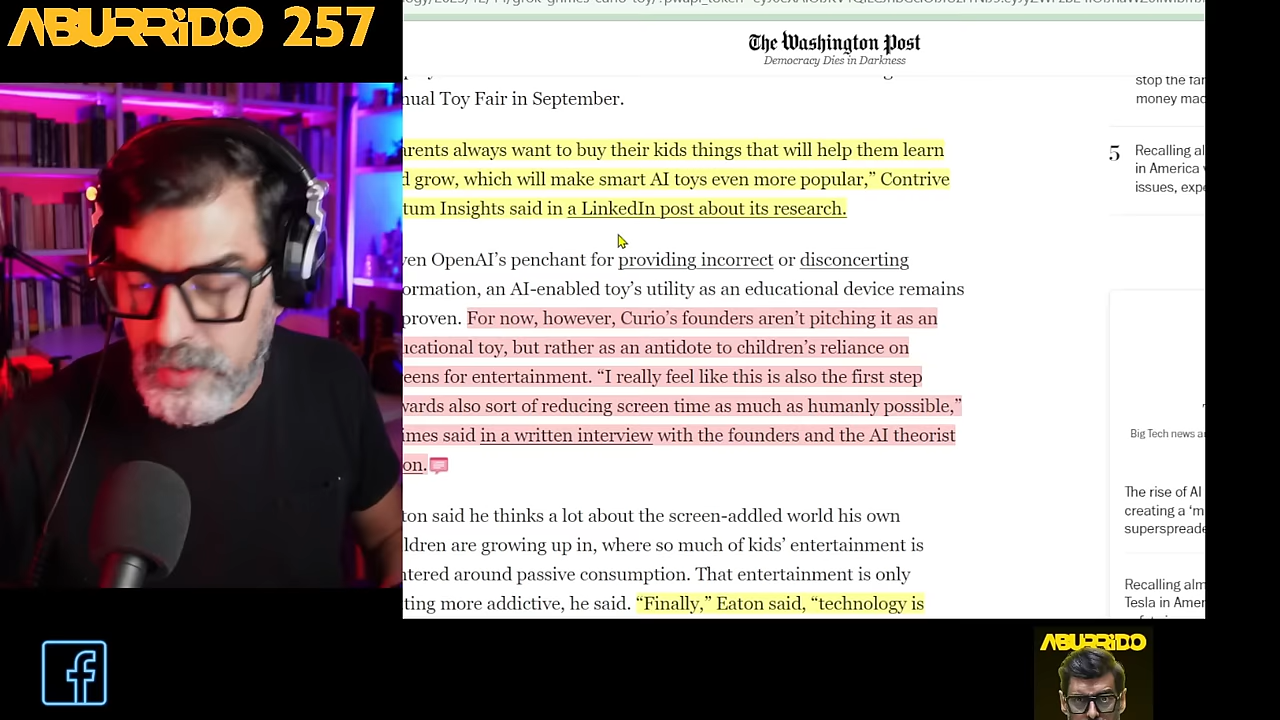 ABURRiDO 257
The Washington Post
Democracy Dies in Darkness
nual Toy Fair in September.
arents always want to buy their kids things that will help them learn
d grow, which will make smart AI toys even more popular,” Contrive
tum Insights said in a LinkedIn post about its research.
ven OpenAI’s penchant for providing incorrect or disconcerting
ormation, an AI-enabled toy’s utility as an educational device remains
proven. For now, however, Curio’s founders aren’t pitching it as an
ucational toy, but rather as an antidote to children’s reliance on
eens for entertainment. “I really feel like this is also the first step
wards also sort of reducing screen time as much as humanly possible,”
imes said in a written interview with the founders and the AI theorist
on.
ton said he thinks a lot about the screen-addled world his own
ldren are growing up in, where so much of kids’ entertainment is
ntered around passive consumption. That entertainment is only
ting more addictive, he said. “Finally,” Eaton said, “technology is
stop the far
money mac
5 Recalling al
in America v
issues, expe
Big Tech news a
The rise of AI
creating a ‘m
superspreade
Recalling alm
Tesla in Amer
ABURRiDO